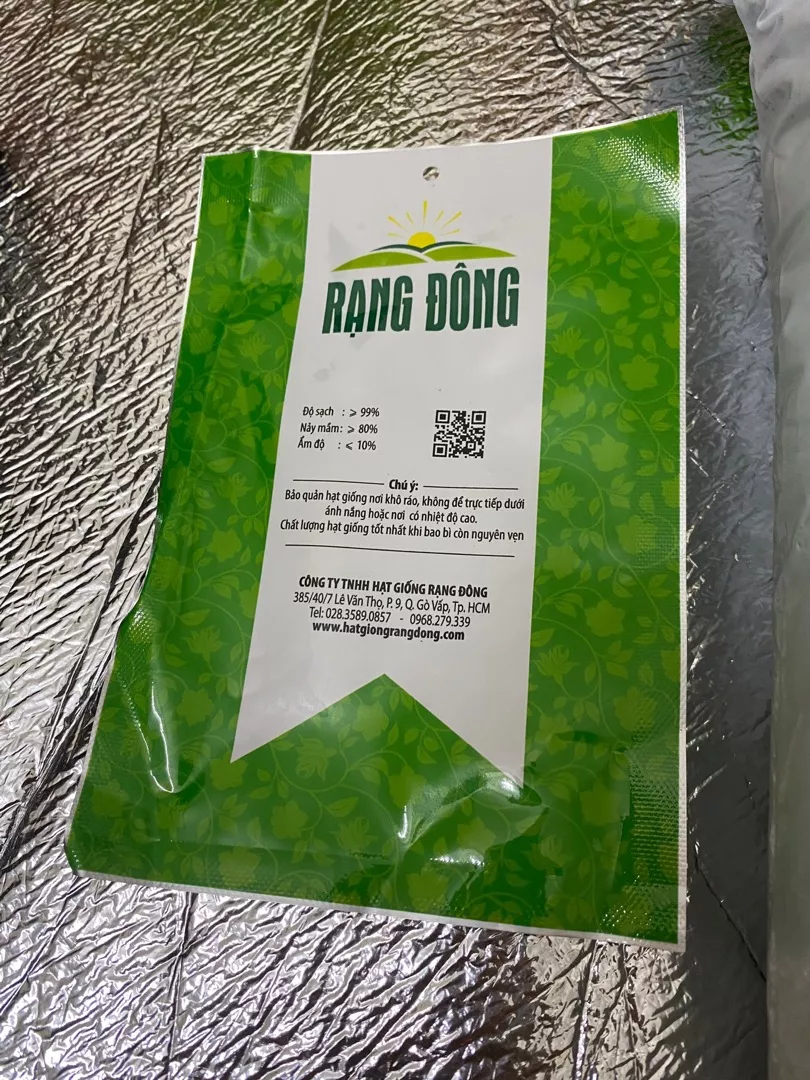 RẠNG ĐÔNG
Độ sạch : ⩾ 99%
Nảy mầm: ⩾ 80%
Ẩm độ : ⩽ 10%
Chú ý:
Bảo quản hạt giống nơi khô ráo, không để trực tiếp dưới
ánh nắng hoặc nơi có nhiệt độ cao.
Chất lượng hạt giống tốt nhất khi bao bì còn nguyên vẹn
CÔNG TY TNHH HẠT GIỐNG RẠNG ĐÔNG
385/40/7 Lê Văn Thọ, P. 9, Q. Gò Vấp, Tp. HCM
Tel: 028.3589.0857 - 0968.279.339
www.hatgiongrangdong.com